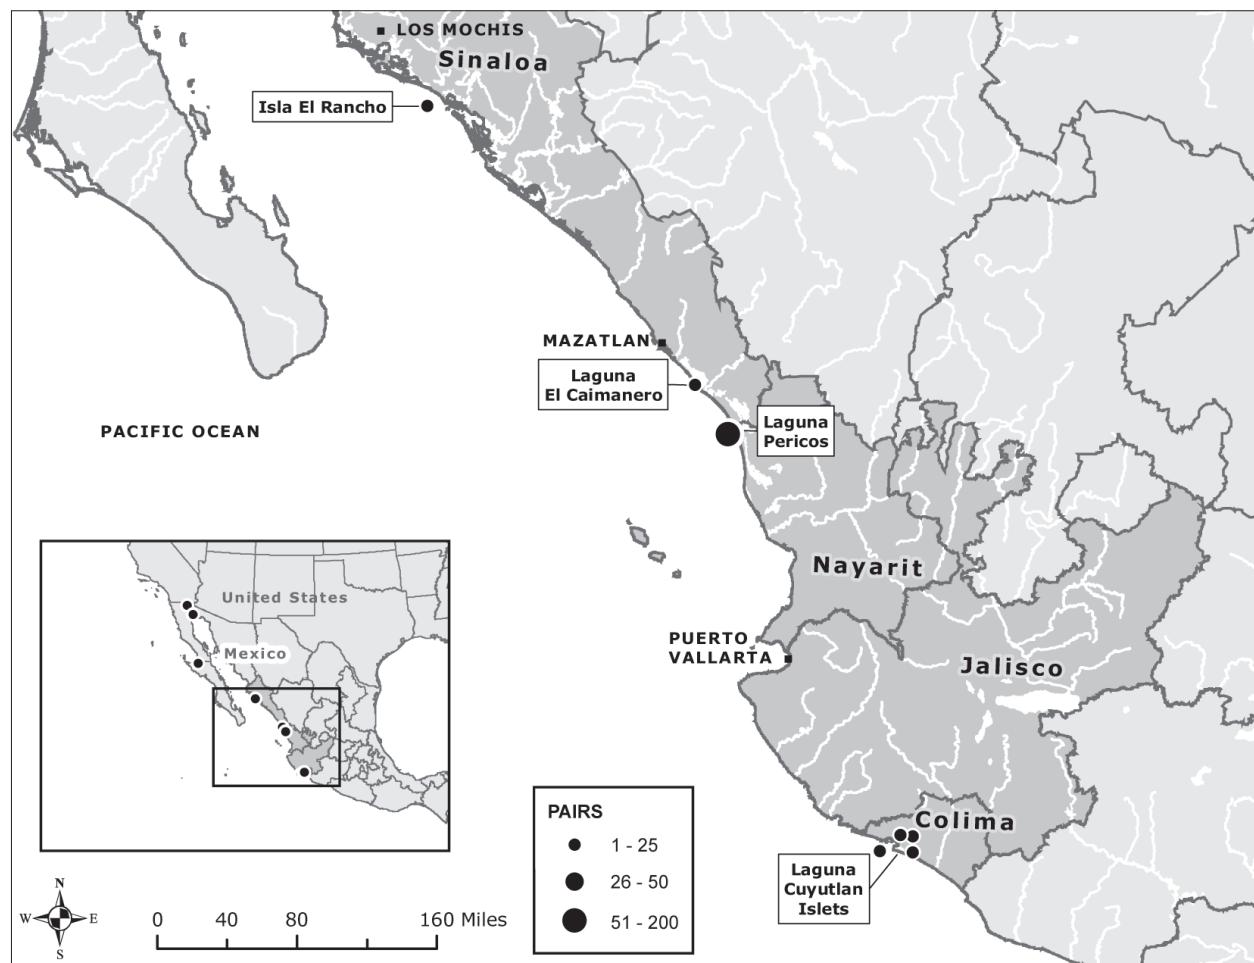 LOS MOCHIS
Sinaloa
Isla El Rancho
MAZATLAN
Laguna
El Caimanero
Laguna
Pericos
PACIFIC OCEAN
Nayarit
United States
Mexico
PUERTO
VALLARTA
Jalisco
Colima
Laguna
Cuyutlan
Islets
PAIRS
1 - 25
26 - 50
51 - 200
N
W E
S
0 40 80 160 Miles